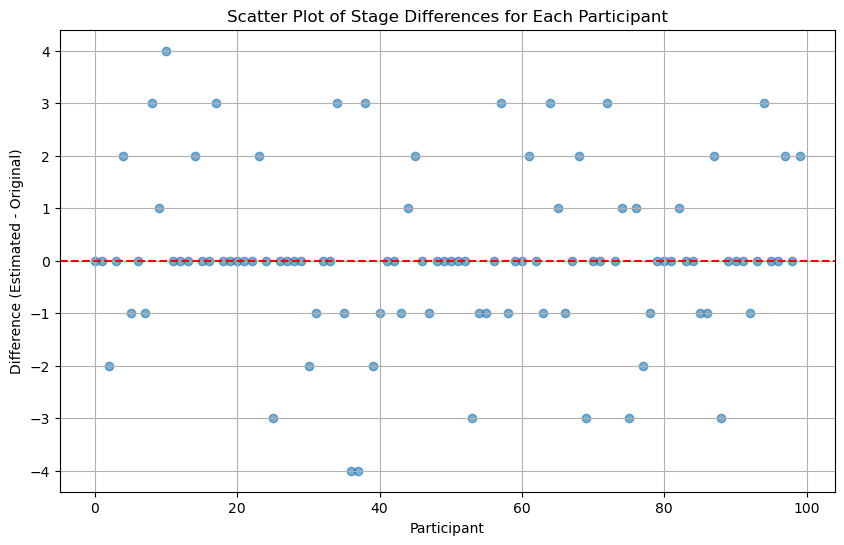 Scatter Plot of Stage Differences for Each Participant
Difference (Estimated - Original)
4
3
2
1
0
−1
−2
−3
−4
0 20 40 60 80 100
Participant